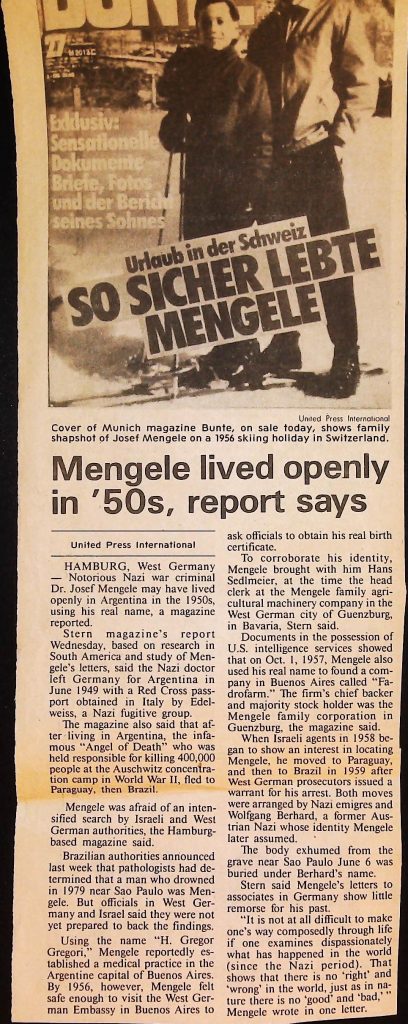 BUNTE
27
Exklusiv:
Sensationelle
Dokumente
Briefe, Fotos
und der Bericht
seines Sohnes
Urlaub in der Schweiz
SO SICHER LEBTE
MENGELE
United Press International
Cover of Munich magazine Bunte, on sale today, shows family
shapshot of Josef Mengele on a 1956 skiing holiday in Switzerland.
Mengele lived openly
in ’50s, report says
United Press International
HAMBURG, West Germany
— Notorious Nazi war criminal
Dr. Josef Mengele may have lived
openly in Argentina in the 1950s,
using his real name, a magazine
reported.
Stern magazine’s report
Wednesday, based on research in
South America and study of Men-
gele’s letters, said the Nazi doctor
left Germany for Argentina in
June 1949 with a Red Cross pass-
port obtained in Italy by Edel-
weiss, a Nazi fugitive group.
The magazine also said that af-
ter living in Argentina, the infa-
mous “Angel of Death” who was
held responsible for killing 400,000
people at the Auschwitz concentra-
tion camp in World War II, fled to
Paraguay, then Brazil.
Mengele was afraid of an inten-
sified search by Israeli and West
German authorities, the Hamburg-
based magazine said.
Brazilian authorities announced
last week that pathologists had de-
termined that a man who drowned
in 1979 near Sao Paulo was Men-
gele. But officials in West Ger-
many and Israel said they were not
yet prepared to back the findings.
Using the name “H. Gregor
Gregori,” Mengele reportedly es-
tablished a medical practice in the
Argentine capital of Buenos Aires.
By 1956, however, Mengele felt
safe enough to visit the West Ger-
man Embassy in Buenos Aires to
ask officials to obtain his real birth
certificate.
To corroborate his identity,
Mengele brought with him Hans
Sedlmeier, at the time the head
clerk at the Mengele family agri-
cultural machinery company in the
West German city of Guenzburg,
in Bavaria, Stern said.
Documents in the possession of
U.S. intelligence services showed
that on Oct. 1, 1957, Mengele also
used his real name to found a com-
pany in Buenos Aires called “Fa-
drofarm.” The firm’s chief backer
and majority stock holder was the
Mengele family corporation in
Guenzburg, the magazine said.
When Israeli agents in 1958 be-
gan to show an interest in locating
Mengele, he moved to Paraguay,
and then to Brazil in 1959 after
West German prosecutors issued a
warrant for his arrest. Both moves
were arranged by Nazi emigres and
Wolfgang Berhard, a former Aus-
trian Nazi whose identity Mengele
later assumed.
The body exhumed from the
grave near Sao Paulo June 6 was
buried under Berhard’s name.
Stern said Mengele’s letters to
associates in Germany show little
remorse for his past.
“It is not at all difficult to make
one’s way composedly through life
if one examines dispassionately
what has happened in the world
(since the Nazi period). That
shows that there is no ‘right’ and
‘wrong’ in the world, just as in na-
ture there is no ‘good’ and ‘bad,’ ”
Mengele wrote in one letter.